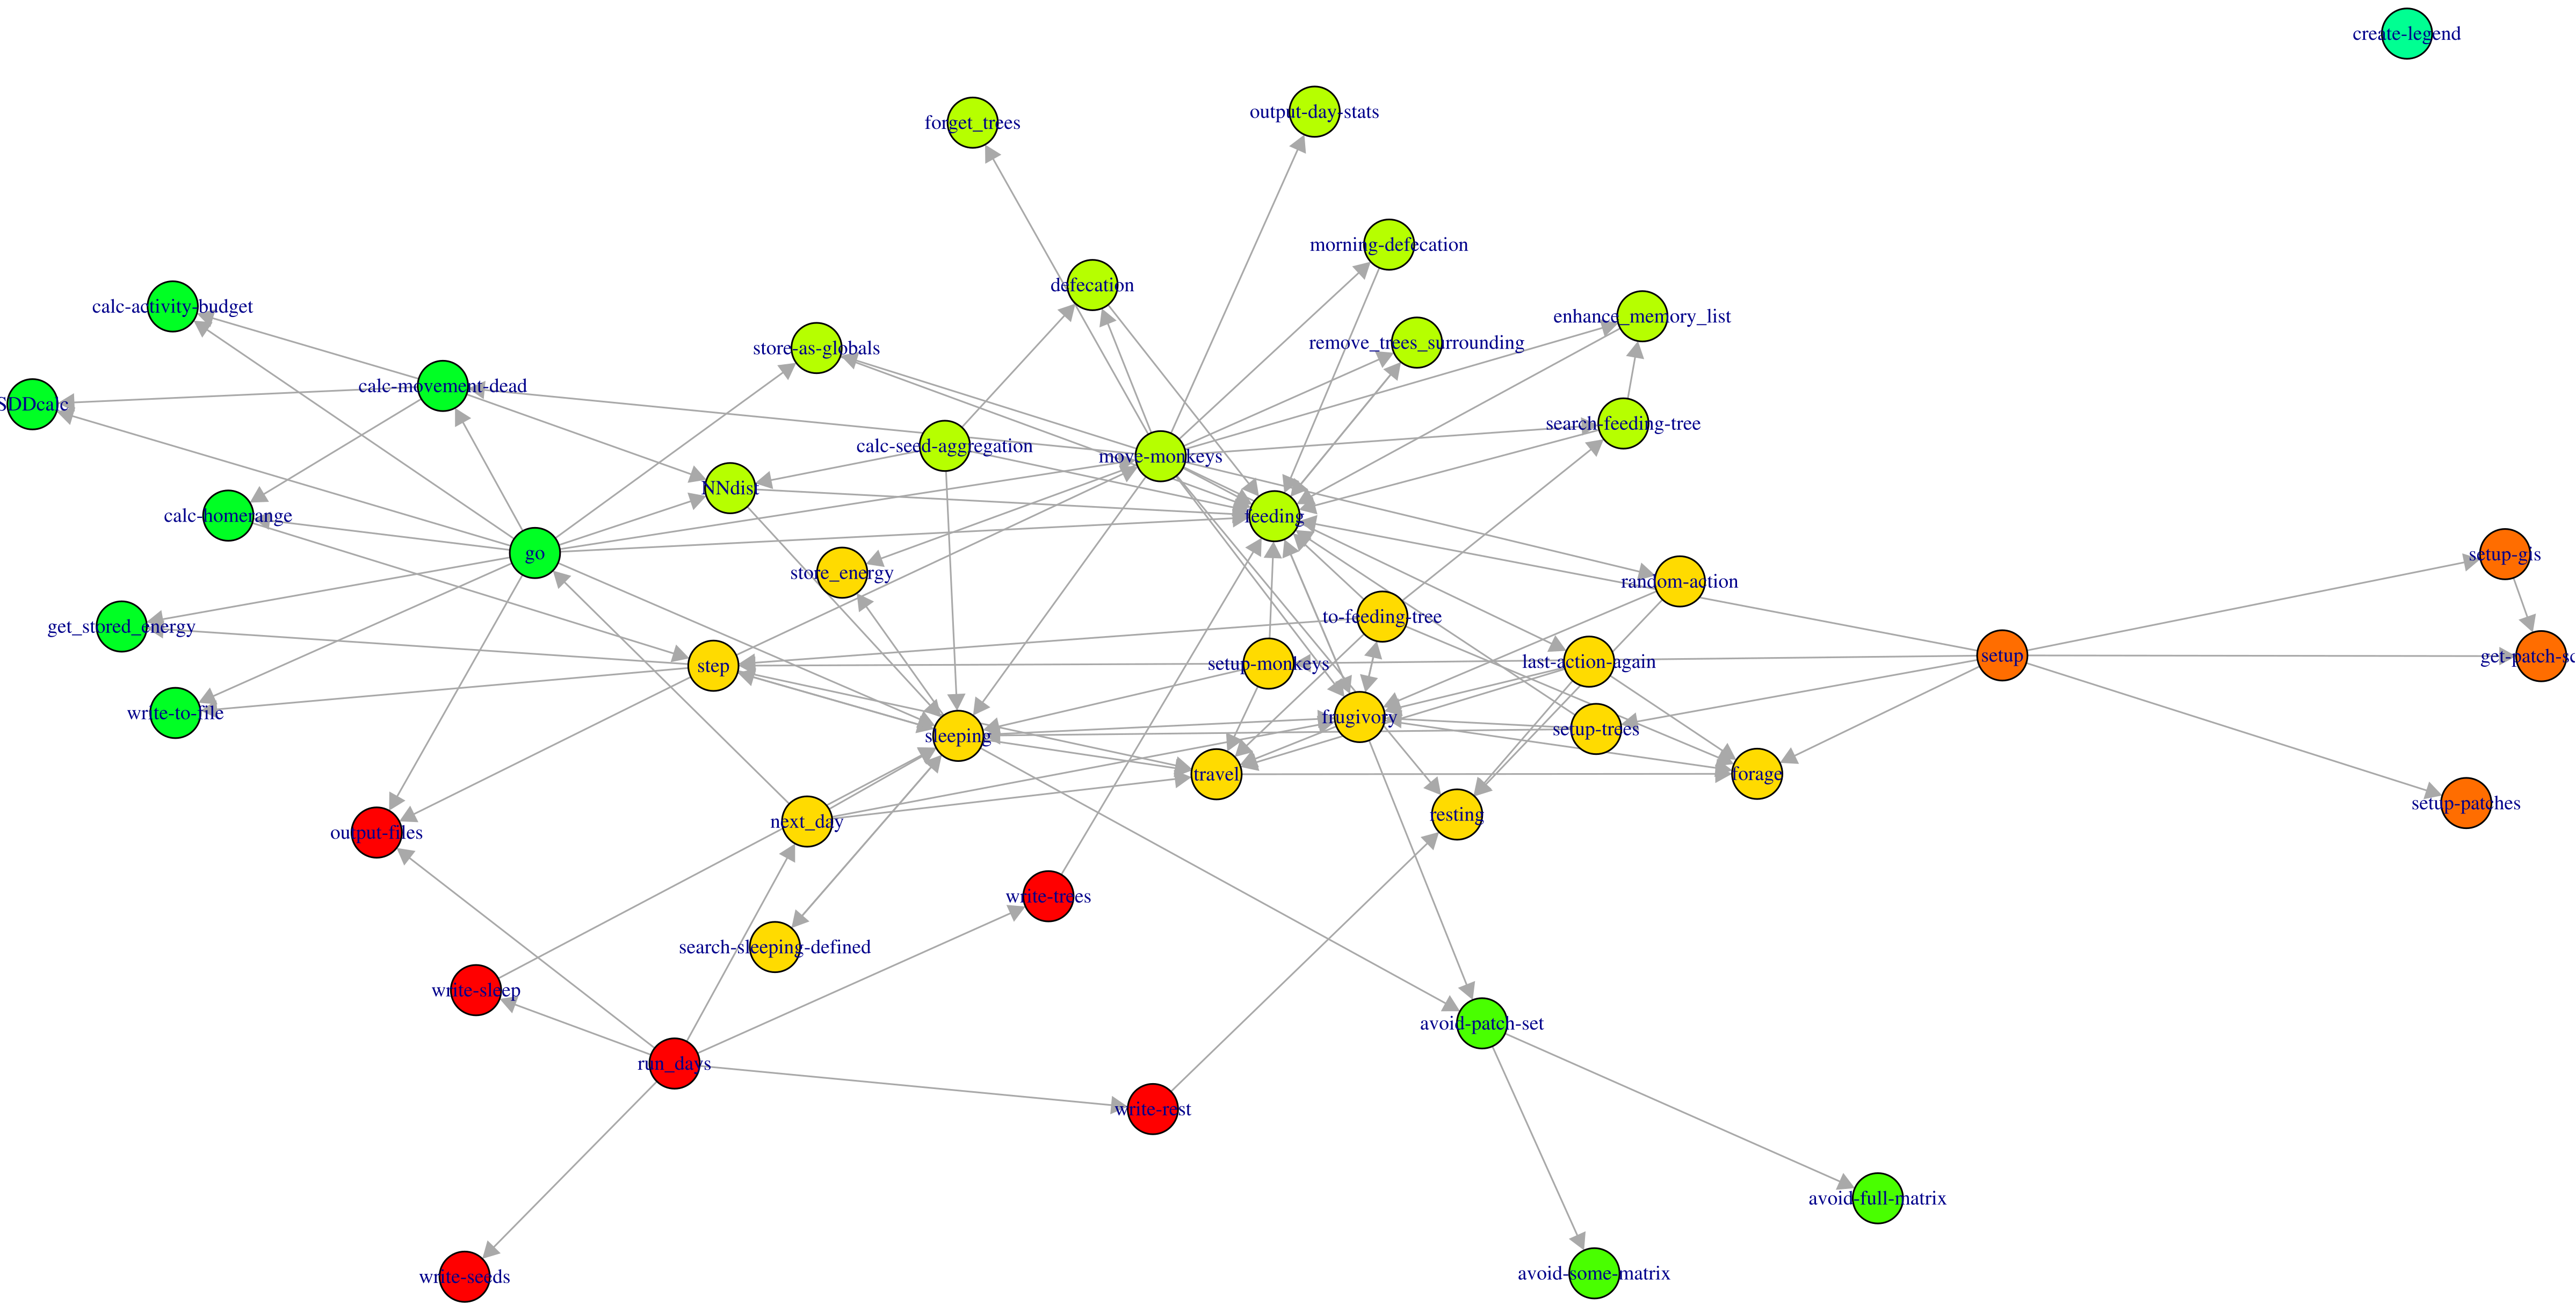 create-legend
output-day-stats
forget_trees
morning-defecation
defecation
calc-activity-budget
enhance_memory_list
remove_trees_surrounding
store-as-globals
calc-movement-dead
SDDcalc
search-feeding-tree
calc-seed-aggregation
move-monkeys
NNdist
calc-homerange
feeding
go
setup-gis
store_energy
random-action
to-feeding-tree
get_stored_energy
setup
get-patch-sc
last-action-again
setup-monkeys
step
write-to-file
frugivory
setup-trees
sleeping
travel
forage
setup-patches
resting
next_day
output-files
write-trees
search-sleeping-defined
write-sleep
avoid-patch-set
run_days
write-rest
avoid-full-matrix
avoid-some-matrix
write-seeds